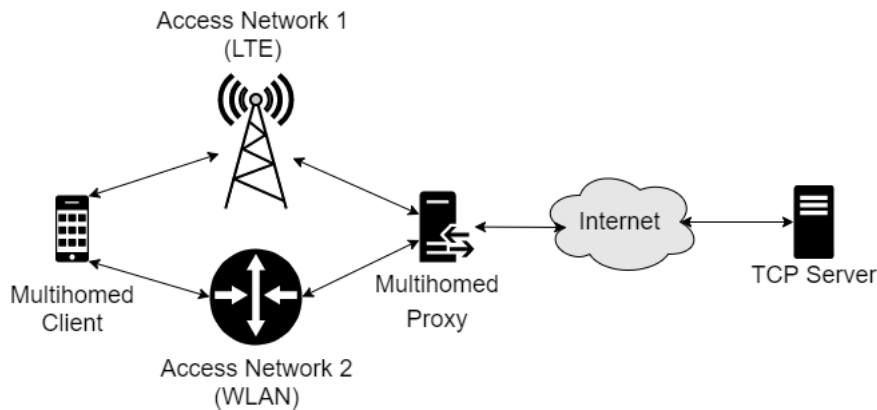 Access Network 1
(LTE)
Multihomed
Client
Access Network 2
(WLAN)
Multihomed
Proxy
Internet
TCP Server